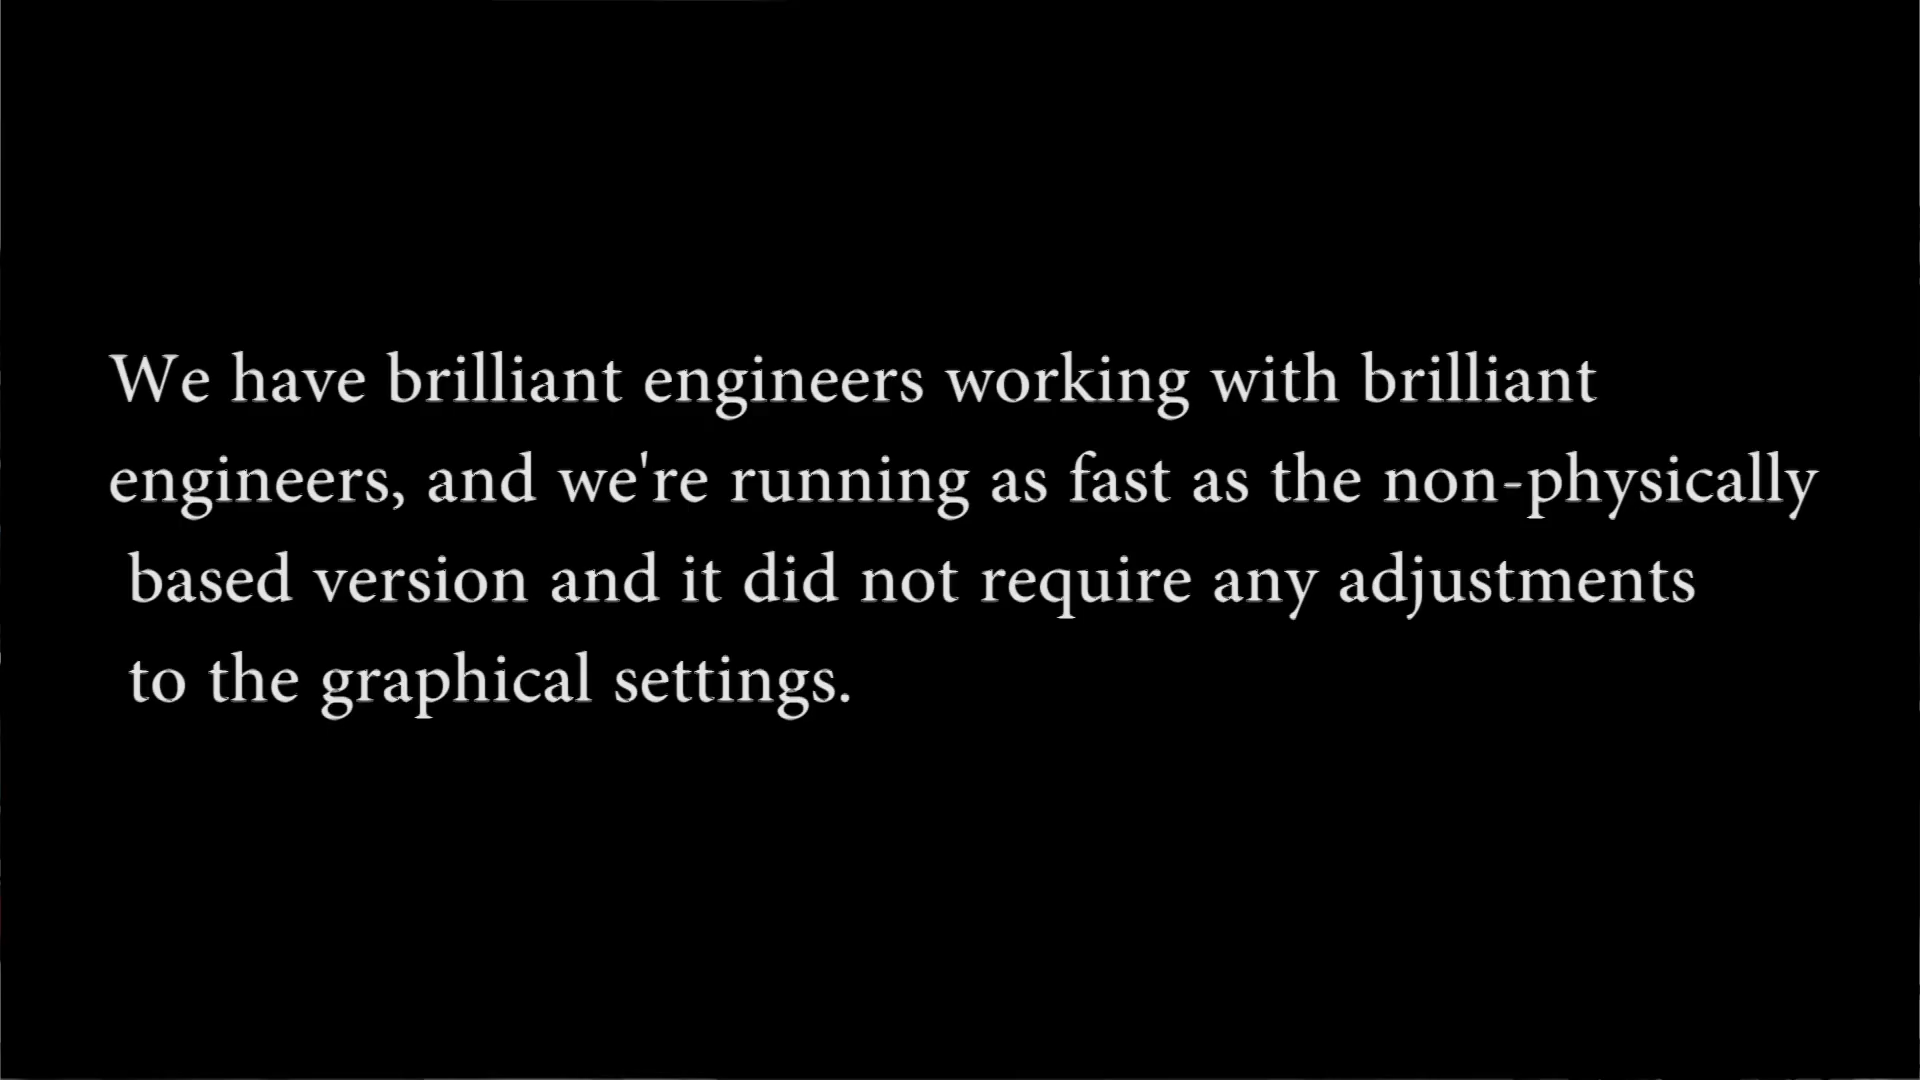 We have brilliant engineers working with brilliant
engineers, and we're running as fast as the non-physically
based version and it did not require any adjustments
to the graphical settings.